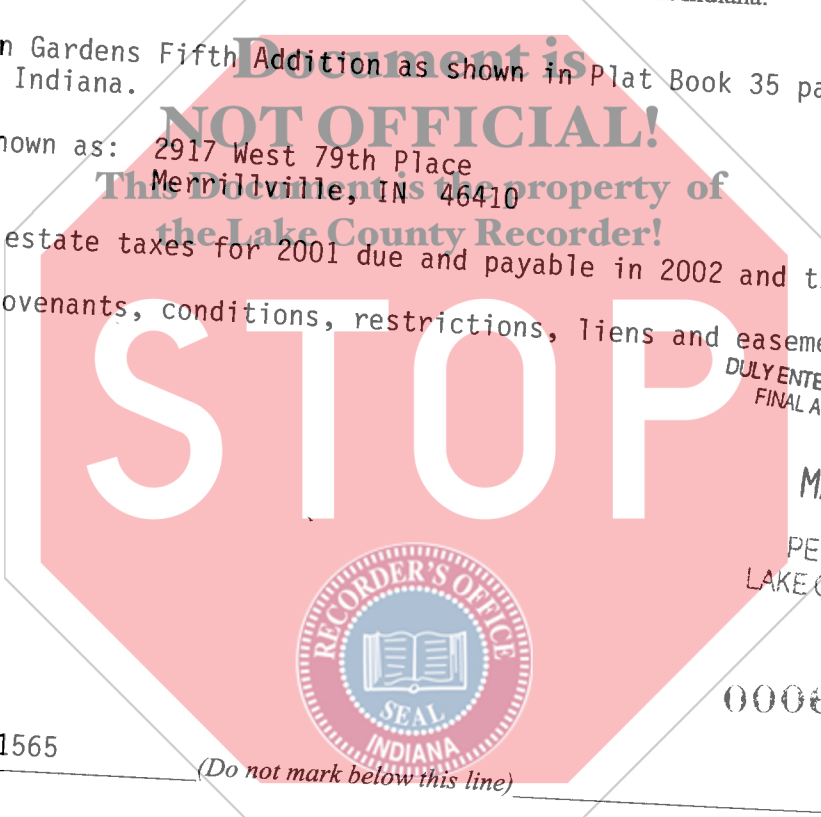 Indiana.
n Gardens Fifth Addition as shown in Plat Book 35 pa
Indiana.
Document is
NOT OFFICIAL!
This Document is the property of
the Lake County Recorder!
nown as: 2917 West 79th Place
Merrillville, IN 46410
estate taxes for 2001 due and payable in 2002 and t
ovenants, conditions, restrictions, liens and easeme
DULY ENTE
FINAL A
STOP
MA
PE
LAKE C
RECORDER'S OFFICE
SEAL
INDIANA
0006
1565
(Do not mark below this line)